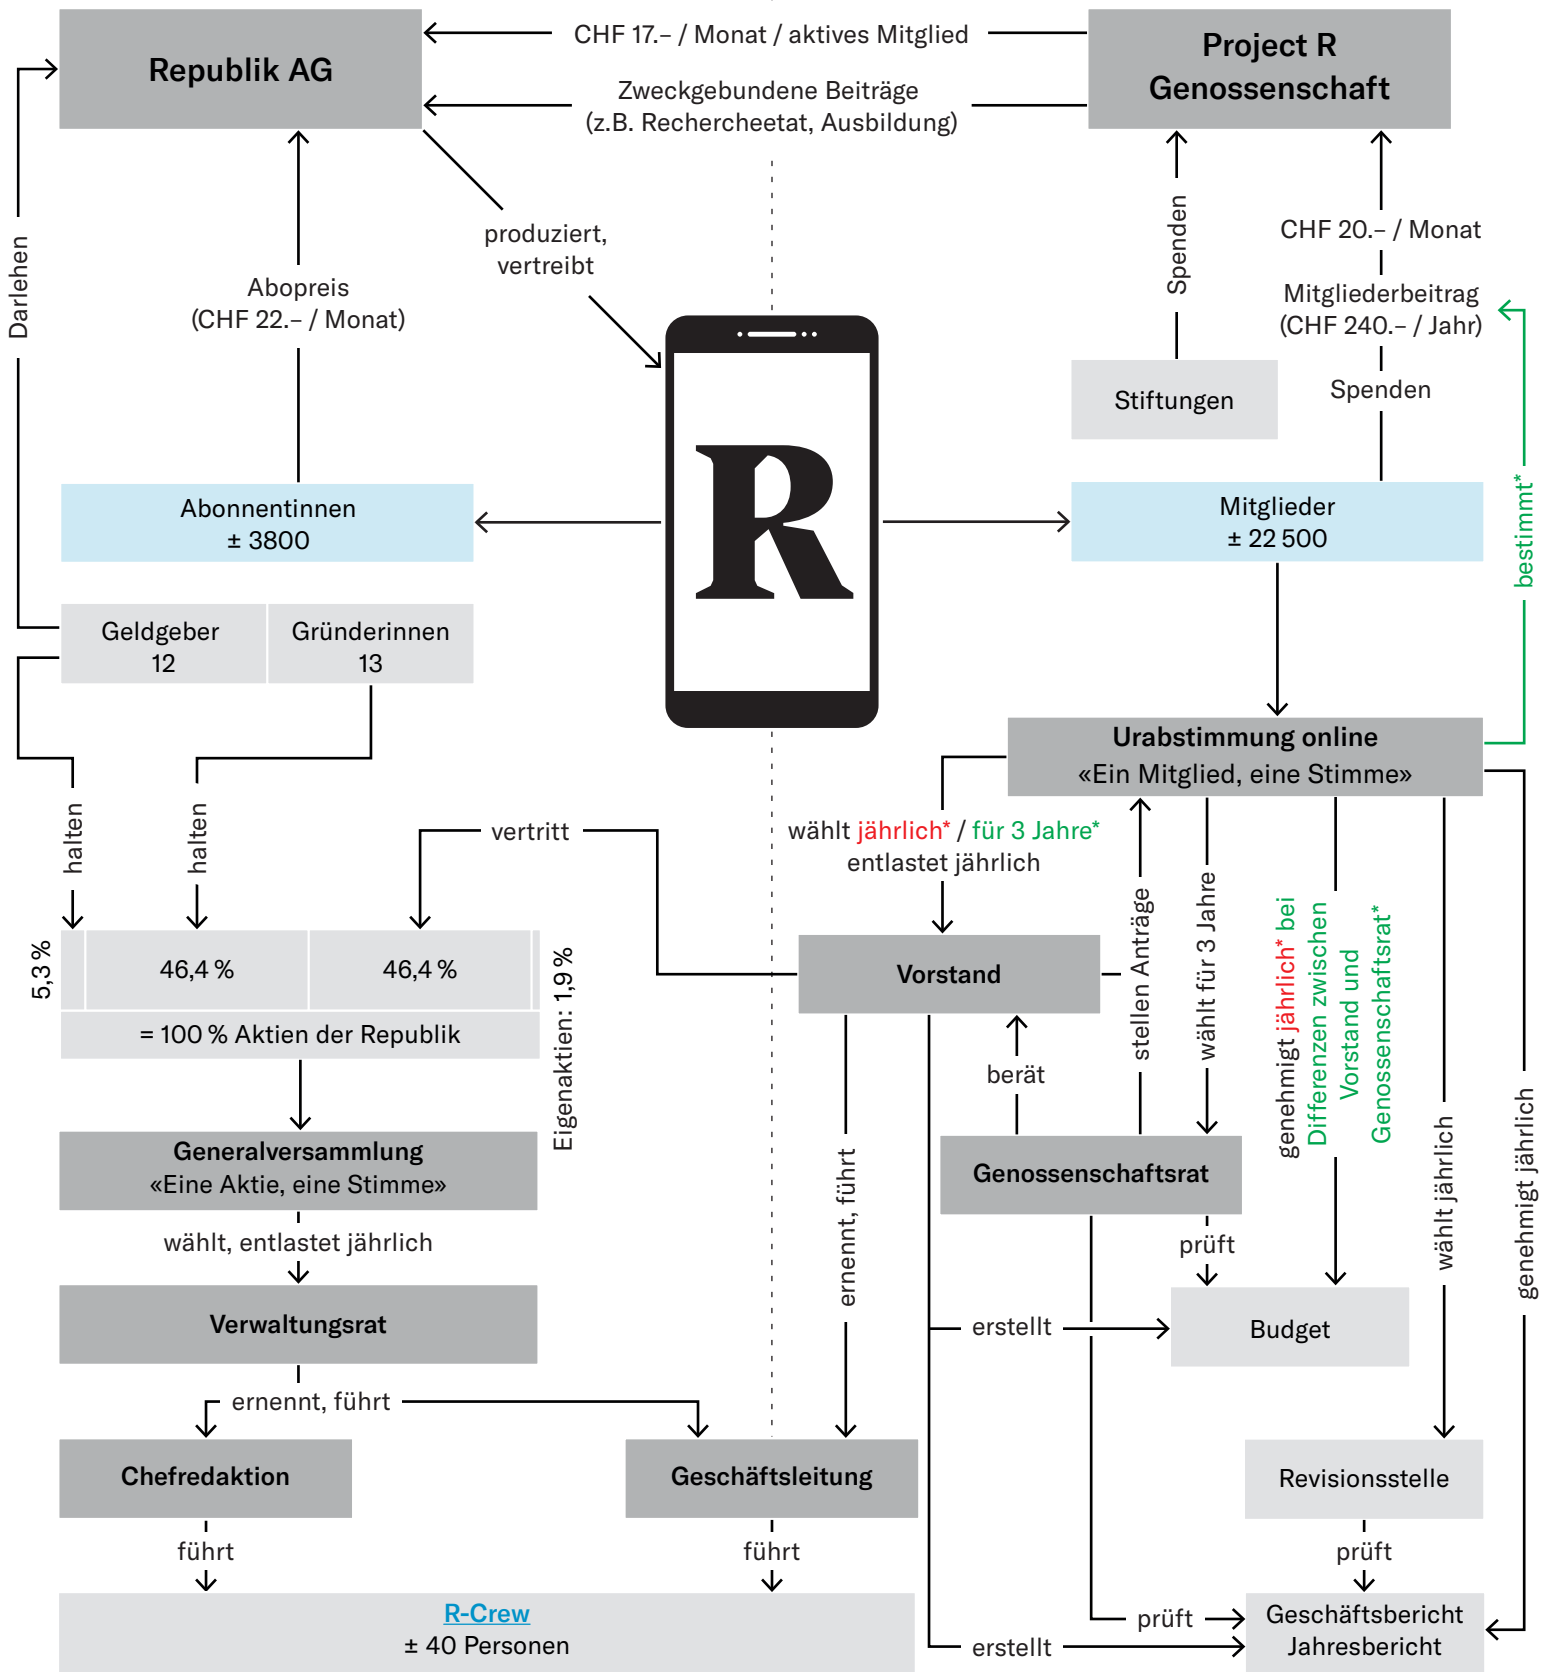 CHF 17.– / Monat / aktives Mitglied
Republik AG
Project R
Genossenschaft
Zweckgebundene Beiträge
(z.B. Rechercheetat, Ausbildung)
Darlehen
Abopreis
(CHF 22.– / Monat)
produziert,
vertreibt
Spenden
CHF 20.– / Monat
Mitgliederbeitrag
(CHF 240.– / Jahr)
Spenden
Stiftungen
R
Abonnentinnen
± 3800
Mitglieder
± 22 500
bestimmt*
Geldgeber
12
Gründerinnen
13
Urabstimmung online
«Ein Mitglied, eine Stimme»
halten
halten
vertritt
wählt jährlich* / für 3 Jahre*
entlastet jährlich
5,3 %
46,4 %
46,4 %
Eigenaktien: 1,9 %
= 100 % Aktien der Republik
Vorstand
stellen Anträge
wählt für 3 Jahre
genehmigt jährlich* bei
Differenzen zwischen
Vorstand und
Genossenschaftsrat*
wählt jährlich
genehmigt jährlich
berät
Generalversammlung
«Eine Aktie, eine Stimme»
Genossenschaftsrat
ernennt, führt
wählt, entlastet jährlich
prüft
Verwaltungsrat
erstellt
Budget
ernennt, führt
Chefredaktion
Geschäftsleitung
Revisionsstelle
führt
führt
prüft
R-Crew
± 40 Personen
prüft
erstellt
Geschäftsbericht
Jahresbericht